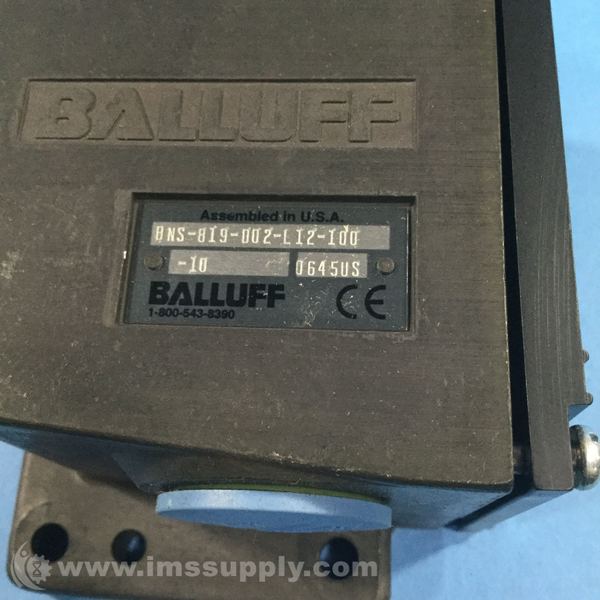 BALLUFF
Assembled in U.S.A.
BNS-819-D02-L12-100
-10 0645US
BALLUFF CE
1-800-543-8390
www.imssupply.com